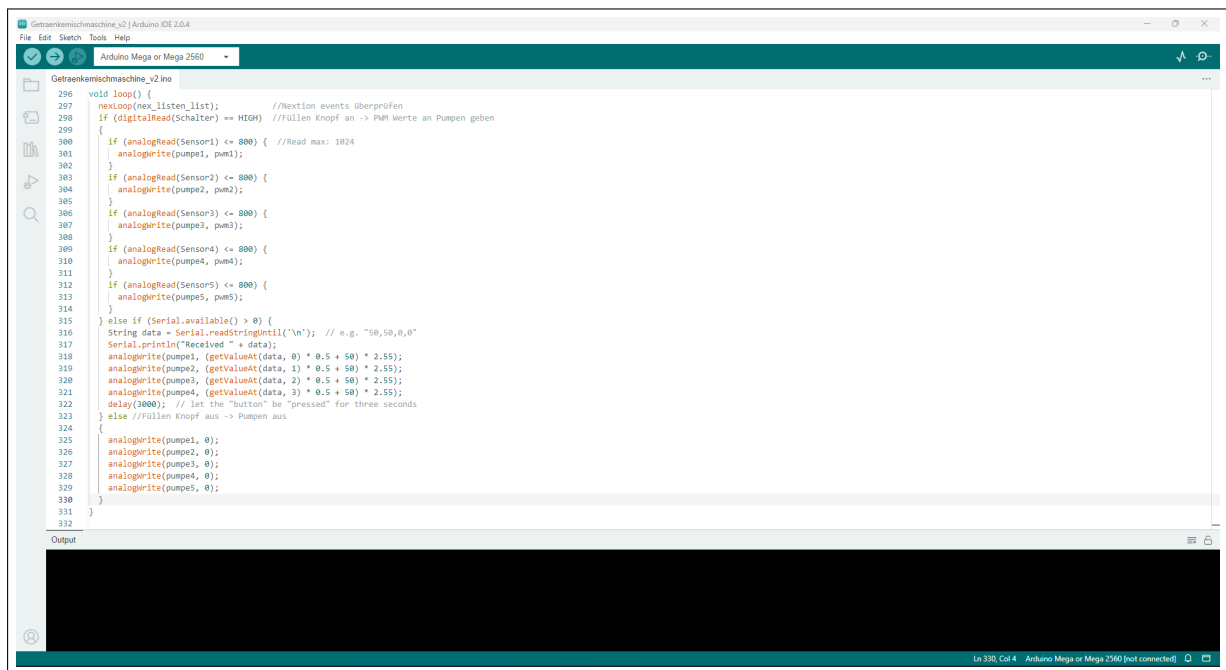 Getraenkemischmaschine_v2 | Arduino IDE 2.0.4
File Edit Sketch Tools Help
Arduino Mega or Mega 2560
Getraenkemischmaschine_v2.ino
296 void loop() {
297 nexLoop(nex_listen_list); //Nextion events überprüfen
298 if (digitalRead(Schalter) == HIGH) //Füllen Knopf an -> PWM Werte an Pumpen geben
299 {
300 if (analogRead(Sensor1) <= 800) { //Read max: 1024
301 analogWrite(pumpe1, pwm1);
302 }
303 if (analogRead(Sensor2) <= 800) {
304 analogWrite(pumpe2, pwm2);
305 }
306 if (analogRead(Sensor3) <= 800) {
307 analogWrite(pumpe3, pwm3);
308 }
309 if (analogRead(Sensor4) <= 800) {
310 analogWrite(pumpe4, pwm4);
311 }
312 if (analogRead(Sensor5) <= 800) {
313 analogWrite(pumpe5, pwm5);
314 }
315 } else if (Serial.available() > 0) {
316 String data = Serial.readStringUntil('\n'); // e.g. "50,50,0,0"
317 Serial.println("Received " + data);
318 analogWrite(pumpe1, (getValueAt(data, 0) * 0.5 + 50) * 2.55);
319 analogWrite(pumpe2, (getValueAt(data, 1) * 0.5 + 50) * 2.55);
320 analogWrite(pumpe3, (getValueAt(data, 2) * 0.5 + 50) * 2.55);
321 analogWrite(pumpe4, (getValueAt(data, 3) * 0.5 + 50) * 2.55);
322 delay(3000); // let the "button" be "pressed" for three seconds
323 } else //Füllen Knopf aus -> Pumpen aus
324 {
325 analogWrite(pumpe1, 0);
326 analogWrite(pumpe2, 0);
327 analogWrite(pumpe3, 0);
328 analogWrite(pumpe4, 0);
329 analogWrite(pumpe5, 0);
330 }
331 }
332
Output
Ln 330, Col 4 Arduino Mega or Mega 2560 [not connected]